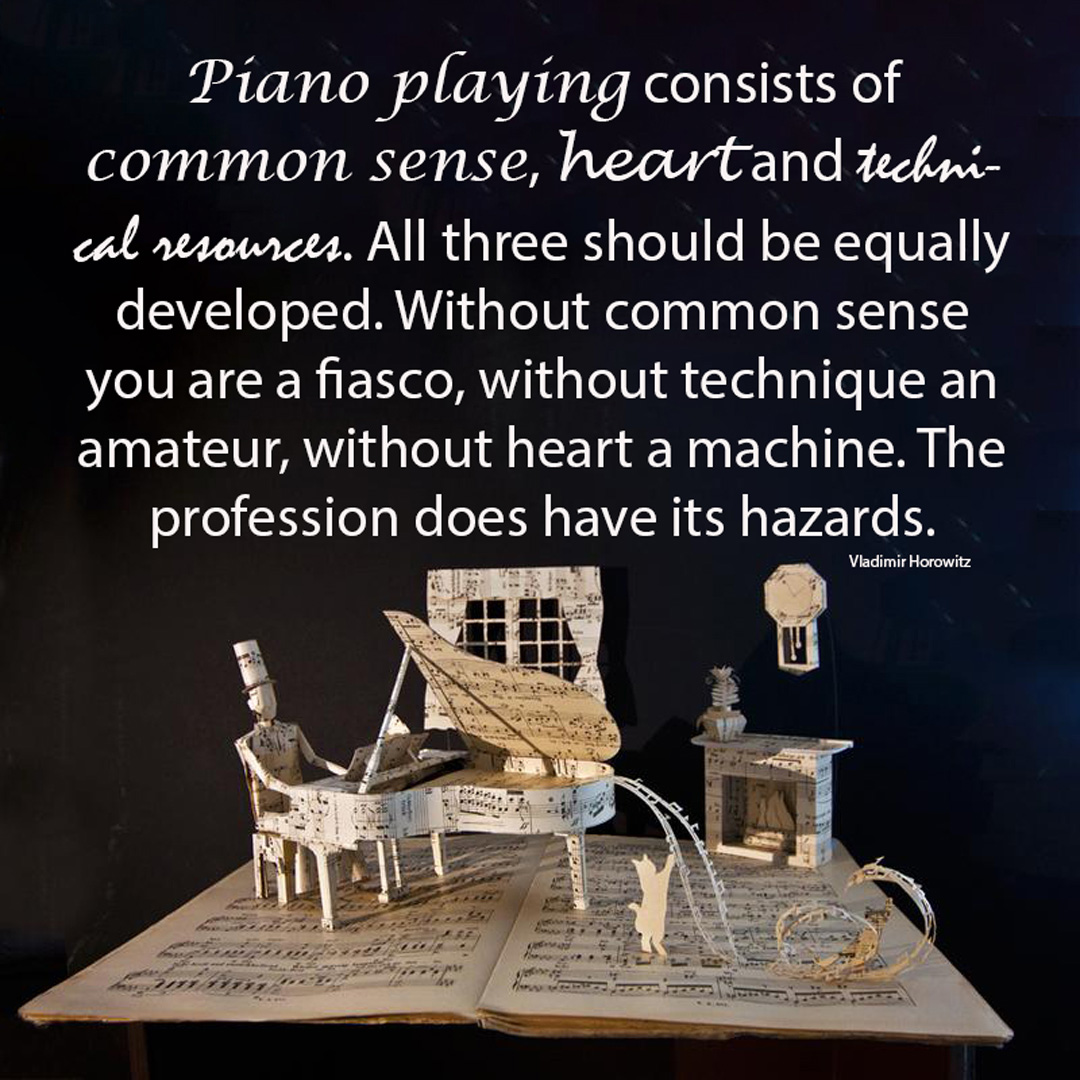 Piano playing consists of
common sense, heart and techni-
cal resources. All three should be equally
developed. Without common sense
you are a fiasco, without technique an
amateur, without heart a machine. The
profession does have its hazards.
Vladimir Horowitz